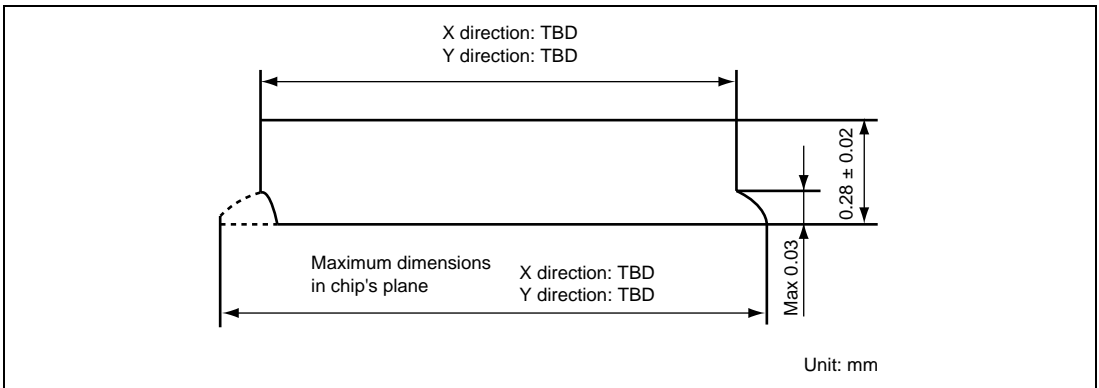 X direction: TBD
Y direction: TBD
0.28 ± 0.02
Max 0.03
Maximum dimensions
in chip's plane
X direction: TBD
Y direction: TBD
Unit: mm